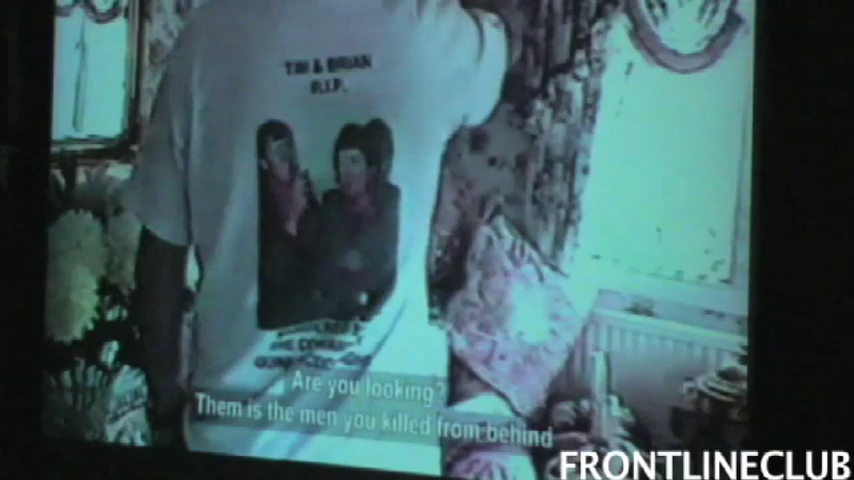 TIM & BRIAN
R.I.P.
Are you looking?
Them is the men you killed from behind
FRONTLINECLUB